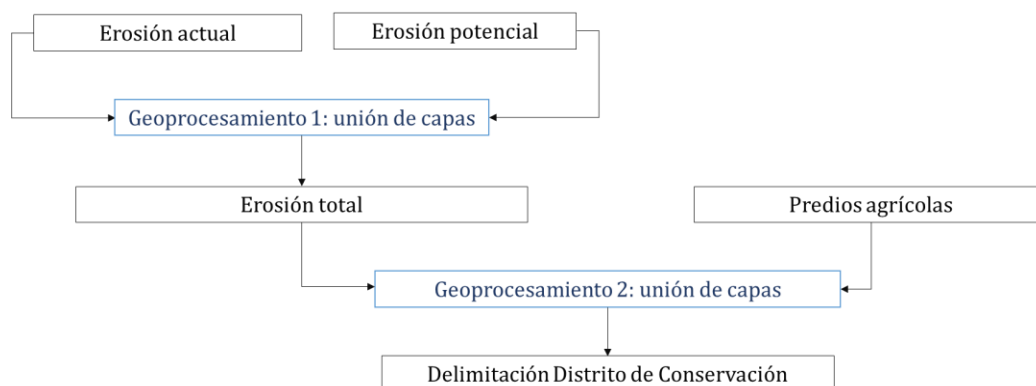 Erosión actual
Erosión potencial
Geoprocesamiento 1: unión de capas
Erosión total
Predios agrícolas
Geoprocesamiento 2: unión de capas
Delimitación Distrito de Conservación